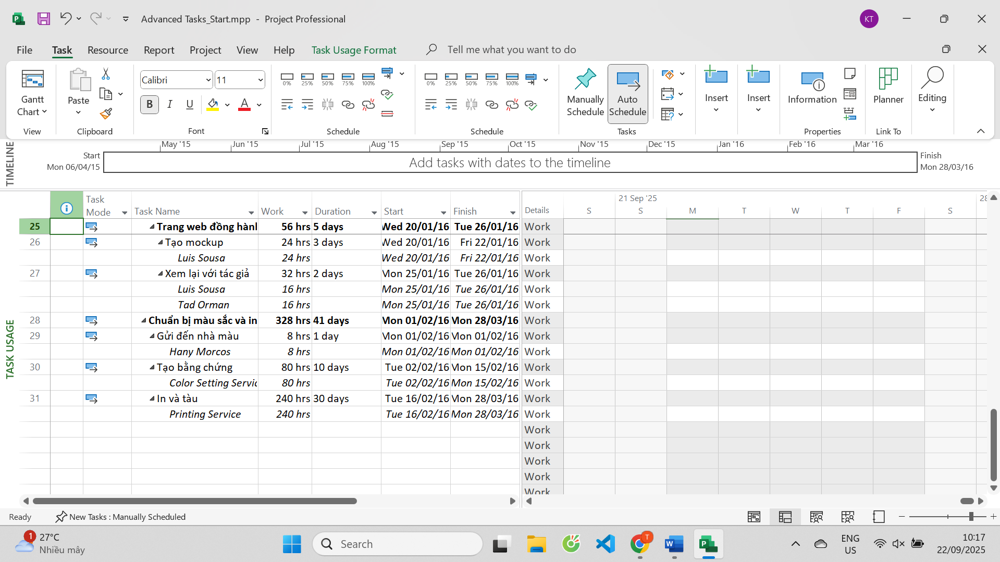 Advanced Tasks_Start.mpp - Project Professional
KT
File Task Resource Report Project View Help Task Usage Format Tell me what you want to do
Gantt Chart
View
Paste
Clipboard
Calibri 11
B I U A
Font
0% 25% 50% 75% 100%
Schedule
0% 25% 50% 75% 100%
Schedule
Manually Schedule
Auto Schedule
Tasks
Insert
Insert
Information
Properties
Planner
Link To
Editing
TIMELINE
May '15 Jun '15 Jul '15 Aug '15 Sep '15 Oct '15 Nov '15 Dec '15 Jan '16 Feb '16 Mar '16
Start
Mon 06/04/15
Add tasks with dates to the timeline
Finish
Mon 28/03/16
TASK USAGE
Task Mode Task Name Work Duration Start Finish Details
21 Sep '25 28
S S M T W T F S
25 Trang web đồng hành 56 hrs 5 days Wed 20/01/16 Tue 26/01/16 Work
26 Tạo mockup 24 hrs 3 days Wed 20/01/16 Fri 22/01/16 Work
Luis Sousa 24 hrs Wed 20/01/16 Fri 22/01/16 Work
27 Xem lại với tác giả 32 hrs 2 days Mon 25/01/16 Tue 26/01/16 Work
Luis Sousa 16 hrs Mon 25/01/16 Tue 26/01/16 Work
Tad Orman 16 hrs Mon 25/01/16 Tue 26/01/16 Work
28 Chuẩn bị màu sắc và in 328 hrs 41 days Mon 01/02/16 Mon 28/03/16 Work
29 Gửi đến nhà màu 8 hrs 1 day Mon 01/02/16 Mon 01/02/16 Work
Hany Morcos 8 hrs Mon 01/02/16 Mon 01/02/16 Work
30 Tạo bằng chứng 80 hrs 10 days Tue 02/02/16 Mon 15/02/16 Work
Color Setting Servic 80 hrs Tue 02/02/16 Mon 15/02/16 Work
31 In và tàu 240 hrs 30 days Tue 16/02/16 Mon 28/03/16 Work
Printing Service 240 hrs Tue 16/02/16 Mon 28/03/16 Work
Work
Work
Work
Work
Work
Ready New Tasks : Manually Scheduled
1
27°C
Nhiều mây
Search
T
ENG
US
10:17
22/09/2025